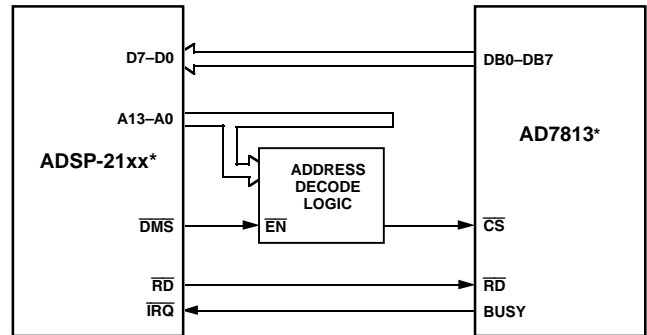 D7–D0
DB0–DB7
A13–A0
AD7813*
ADSP-21xx*
ADDRESS
DECODE
LOGIC
DMS
EN
CS
RD
RD
IRQ
BUSY